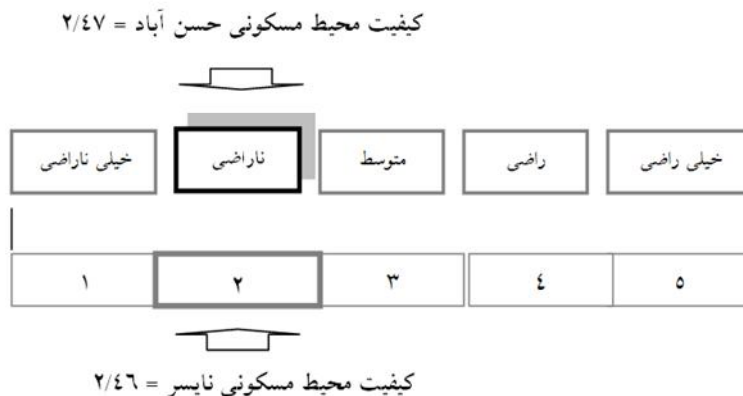 کیفیت محیط مسکونی حسن آباد = ۲/٤۷
خیلی راضی راضی متوسط ناراضی خیلی ناراضی
۱ ۲ ۳ ٤ ۵
کیفیت محیط مسکونی نایسر = ۲/٤٦